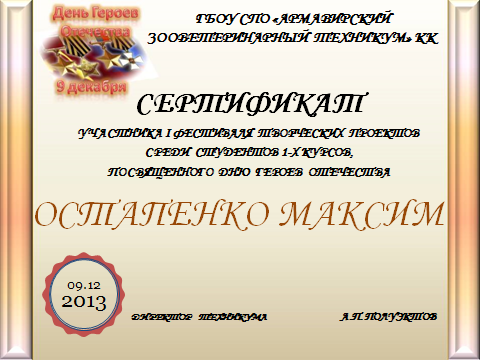 День Героев
Отечества
9 декабря
ГБОУ СПО «АРМАВИРСКИЙ
ЗООВЕТЕРИНАРНЫЙ ТЕХНИКУМ» КК
СЕРТИФИКАТ
УЧАСТНИКА I ФЕСТИВАЛЯ ТВОРЧЕСКИХ ПРОЕКТОВ
СРЕДИ СТУДЕНТОВ 1-Х КУРСОВ,
ПОСВЯЩЕННОГО ДНЮ ГЕРОЕВ ОТЕЧЕСТВА
ОСТАПЕНКО МАКСИМ
09.12
2013
ДИРЕКТОР ТЕХНИКУМА
А.П.ПОЛУЭКТОВ